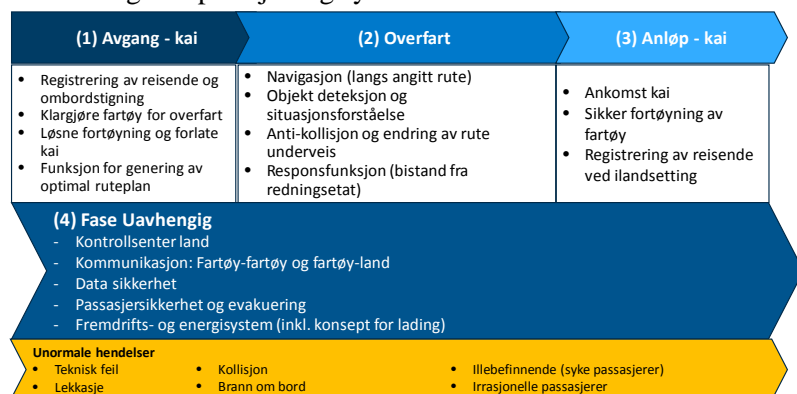 (1) Avgang - kai
(2) Overfart
(3) Anløp - kai
• Registrering av reisende og
ombordstigning
• Klargjøre fartøy for overfart
• Løsne fortøyning og forlate
kai
• Funksjon for genering av
optimal ruteplan
• Navigasjon (langs angitt rute)
• Objekt deteksjon og
situasjonsforståelse
• Anti-kollisjon og endring av rute
underveis
• Responsfunksjon (bistand fra
redningsetat)
• Ankomst kai
• Sikker fortøyning av
fartøy
• Registrering av reisende
ved ilandsetting
(4) Fase Uavhengig
- Kontrollsenter land
- Kommunikasjon: Fartøy-fartøy og fartøy-land
- Data sikkerhet
- Passasjersikkerhet og evakuering
- Fremdrifts- og energisystem (inkl. konsept for lading)
Unormale hendelser
• Teknisk feil
• Lekkasje
• Kollisjon
• Brann om bord
• Illebefinnende (syke passasjerer)
• Irrasjonelle passasjerer